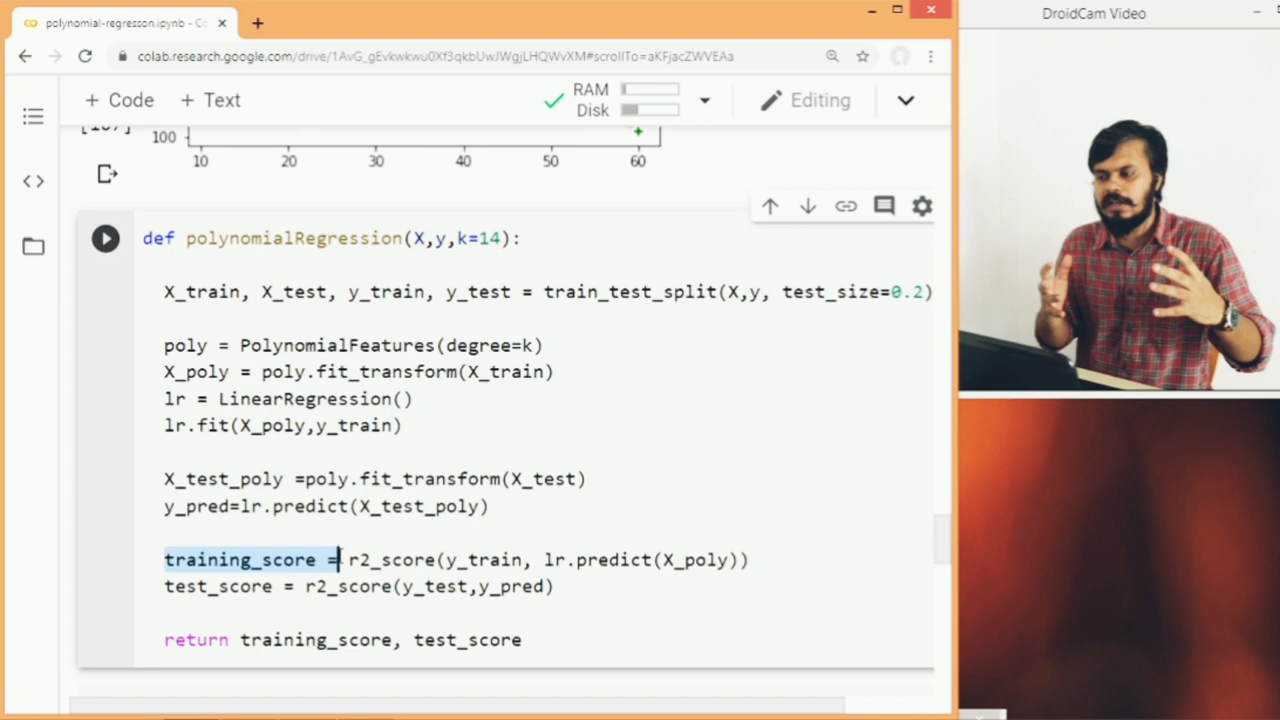 polynomial-regresson.ipynb - Co
DroidCam Video
colab.research.google.com/drive/1AvG_gEvkwkwu0Xf3qkbUwJWgjLHQWvXM#scrollTo=aKFjacZWVEAa
+ Code + Text
RAM
Disk
Editing
100
10 20 30 40 50 60
def polynomialRegression(X,y,k=14):
X_train, X_test, y_train, y_test = train_test_split(X,y, test_size=0.2)
poly = PolynomialFeatures(degree=k)
X_poly = poly.fit_transform(X_train)
lr = LinearRegression()
lr.fit(X_poly,y_train)
X_test_poly =poly.fit_transform(X_test)
y_pred=lr.predict(X_test_poly)
training_score = r2_score(y_train, lr.predict(X_poly))
test_score = r2_score(y_test,y_pred)
return training_score, test_score